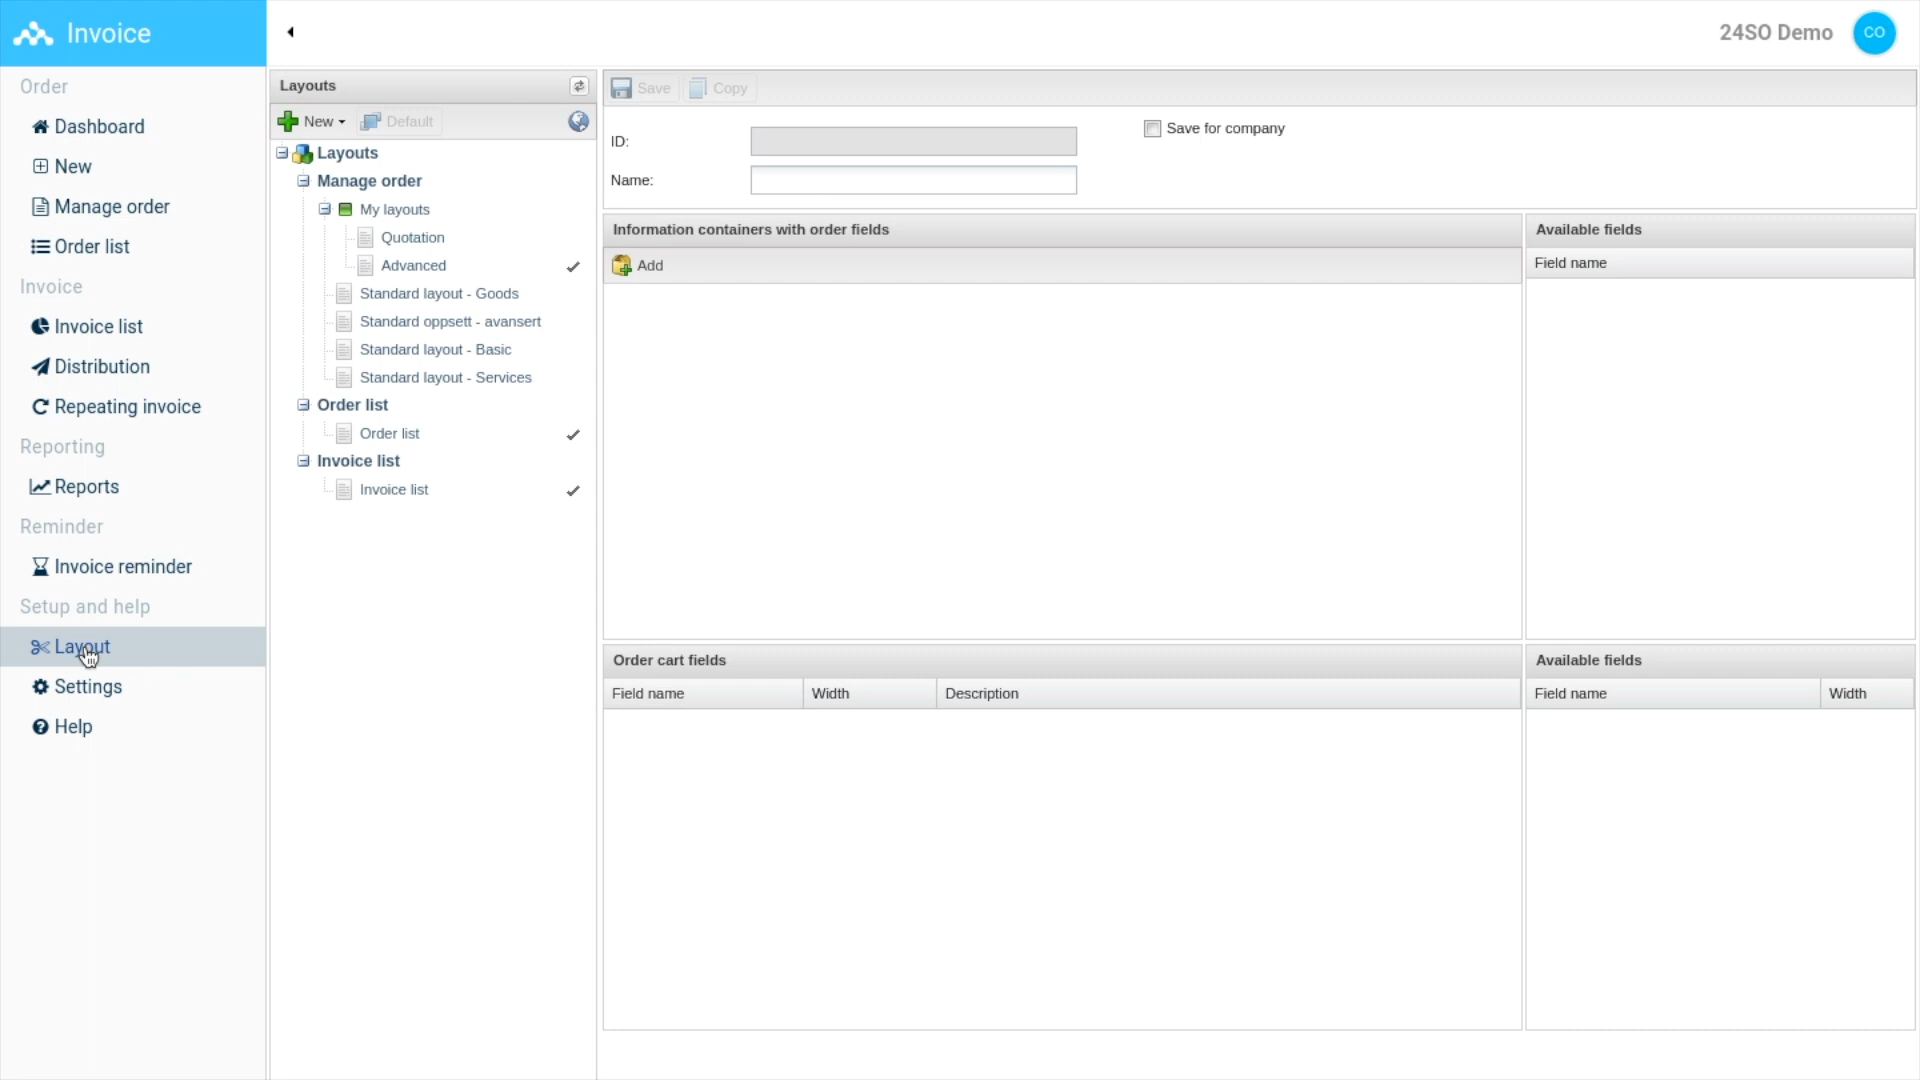 Invoice
24SO Demo
CO
Order
Dashboard
New
Manage order
Order list
Invoice
Invoice list
Distribution
Repeating invoice
Reporting
Reports
Reminder
Invoice reminder
Setup and help
Layout
Settings
Help
Layouts
New
Default
Layouts
Manage order
My layouts
Quotation
Advanced
Standard layout - Goods
Standard oppsett - avansert
Standard layout - Basic
Standard layout - Services
Order list
Order list
Invoice list
Invoice list
Save Copy
ID:
Save for company
Name:
Information containers with order fields
Add
Available fields
Field name
Order cart fields
Field name Width Description
Available fields
Field name Width